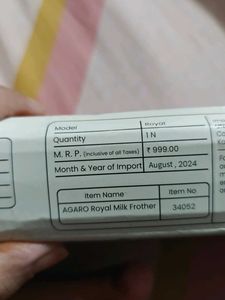 Model Royal
Quantity 1 N
M. R. P. (Inclusive of all Taxes) ₹ 999.00
Month & Year of Import August , 2024
Item Name Item No
AGARO Royal Milk Frother 34052